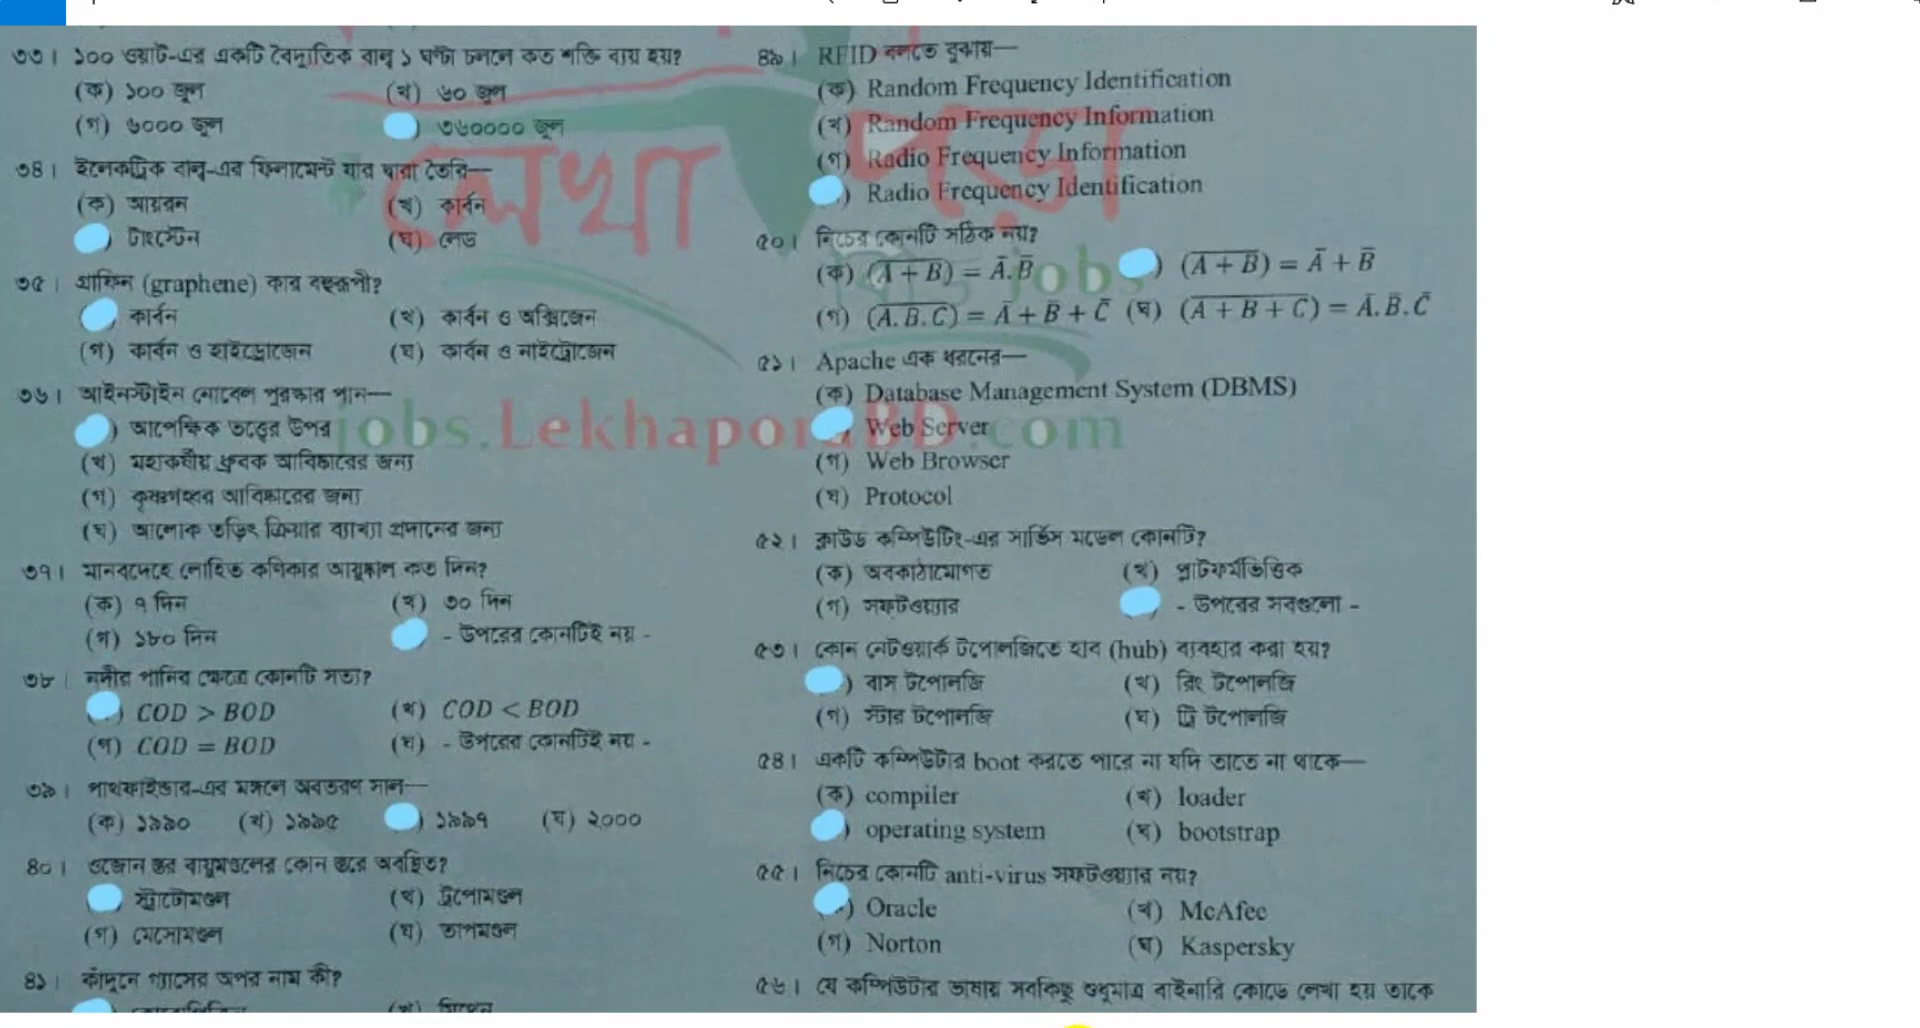 ৩৩। ১০০ ওয়াট-এর একটি বৈদ্যুতিক বাল্ব ১ ঘণ্টা চললে কত শক্তি ব্যয় হয়?
(ক) ১০০ জুল (খ) ৬০ জুল
(গ) ৬০০০ জুল ৩৬০০০০ জুল
৩৪। ইলেকট্রিক বাল্ব-এর ফিলামেন্ট যার দ্বারা তৈরি—
(ক) আয়রন (খ) কার্বন
টাংস্টেন (ঘ) লেড
৩৫। গ্রাফিন (graphene) কার বহুরূপী?
কার্বন (খ) কার্বন ও অক্সিজেন
(গ) কার্বন ও হাইড্রোজেন (ঘ) কার্বন ও নাইট্রোজেন
৩৬। আইনস্টাইন নোবেল পুরষ্কার পান—
) আপেক্ষিক তত্ত্বের উপর
(খ) মহাকর্ষীয় ধ্রুবক আবিষ্কারের জন্য
(গ) কৃষ্ণগহ্বর আবিষ্কারের জন্য
(ঘ) আলোক তড়িৎ ক্রিয়ার ব্যাখ্যা প্রদানের জন্য
৩৭। মানবদেহে লোহিত কণিকার আয়ুষ্কাল কত দিন?
(ক) ৭ দিন (খ) ৩০ দিন
(গ) ১৮০ দিন - উপরের কোনটিই নয় -
৩৮। নদীর পানির ক্ষেত্রে কোনটি সত্য?
) COD > BOD (খ) COD < BOD
(গ) COD = BOD (ঘ) - উপরের কোনটিই নয় -
৩৯। পাথফাইন্ডার-এর মঙ্গলে অবতরণ সাল—
(ক) ১৯৯০ (খ) ১৯৯৫ ) ১৯৯৭ (ঘ) ২০০০
৪০। ওজোন স্তর বায়ুমণ্ডলের কোন স্তরে অবস্থিত?
স্ট্রাটোমণ্ডল (খ) ট্রপোমণ্ডল
(গ) মেসোমণ্ডল (ঘ) তাপমণ্ডল
৪১। কাঁদুনে গ্যাসের অপর নাম কী?
(খ) মিথেন
৪৯। RFID বলতে বুঝায়—
(ক) Random Frequency Identification
(খ) Random Frequency Information
(গ) Radio Frequency Information
) Radio Frequency Identification
৫০। নিচের কোনটি সঠিক নয়?
(ক) (A̅ ̅+̅ ̅B̅) = Ā.B̄ ) (A̅ ̅+̅ ̅B̅) = Ā + B̄
(গ) (A̅.̅B̅.̅C̅) = Ā + B̄ + C̄ (ঘ) (A̅ ̅+̅ ̅B̅ ̅+̅ ̅C̅) = Ā.B̄.C̄
৫১। Apache এক ধরনের—
(ক) Database Management System (DBMS)
Web Server
(গ) Web Browser
(ঘ) Protocol
৫২। ক্লাউড কম্পিউটিং-এর সার্ভিস মডেল কোনটি?
(ক) অবকাঠামোগত (খ) প্লাটফর্মভিত্তিক
(গ) সফটওয়্যার - উপরের সবগুলো -
৫৩। কোন নেটওয়ার্ক টপোলজিতে হাব (hub) ব্যবহার করা হয়?
) বাস টপোলজি (খ) রিং টপোলজি
(গ) স্টার টপোলজি (ঘ) ট্রি টপোলজি
৫৪। একটি কম্পিউটার boot করতে পারে না যদি তাতে না থাকে—
(ক) compiler (খ) loader
) operating system (ঘ) bootstrap
৫৫। নিচের কোনটি anti-virus সফটওয়্যার নয়?
) Oracle (খ) McAfee
(গ) Norton (ঘ) Kaspersky
৫৬। যে কম্পিউটার ভাষায় সবকিছু শুধুমাত্র বাইনারি কোডে লেখা হয় তাকে
লেখা পড়া
বিডি jobs
jobs.LekhaporaBD.com